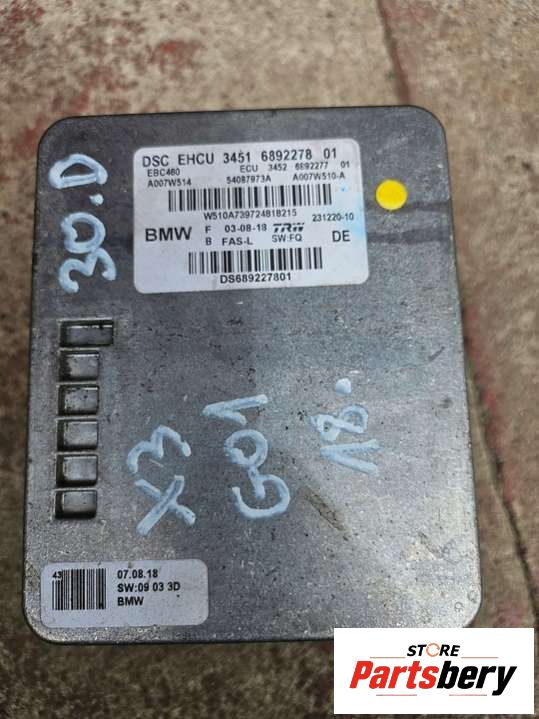 DSC EHCU 3451 6892278 01
EBC460 ECU 3452 6892277 01
A007W514 54087973A A007W510-A
W510A739724818215 231220-10
BMW F 03-08-18 TRW DE
B FAS-L SW:FQ
DS689227801
30.D
X3
G01
18.
43
07.08.18
SW:09 03 3D
BMW
STORE
Partsbery